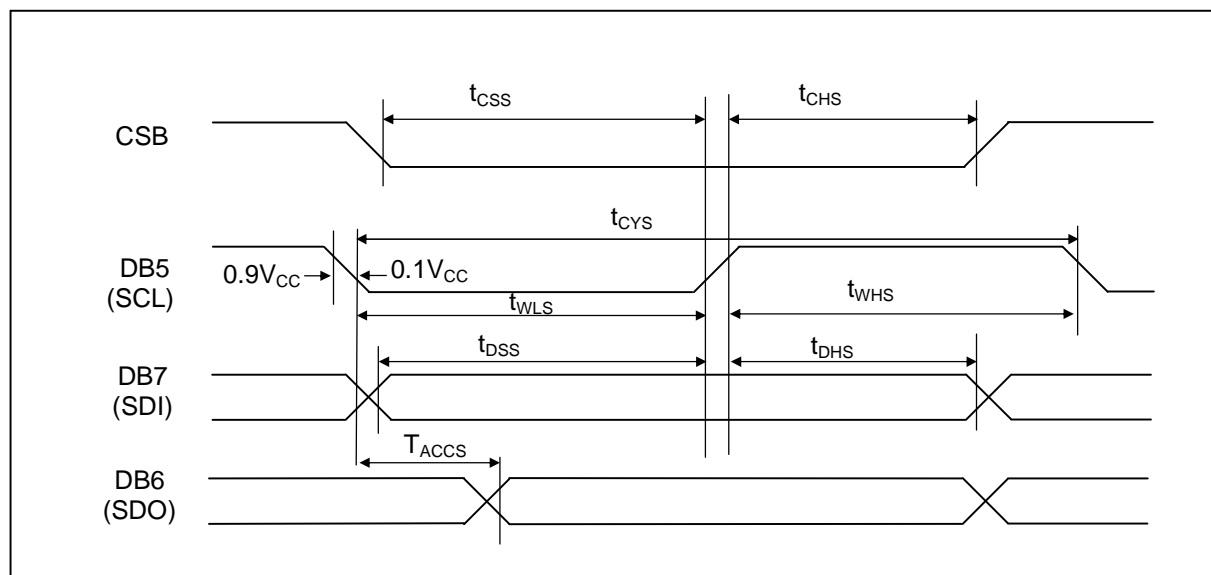 tCSS
tCHS
CSB
tCYS
DB5
(SCL)
0.9VCC
0.1VCC
tWLS
tWHS
tDSS
tDHS
DB7
(SDI)
TACCS
DB6
(SDO)